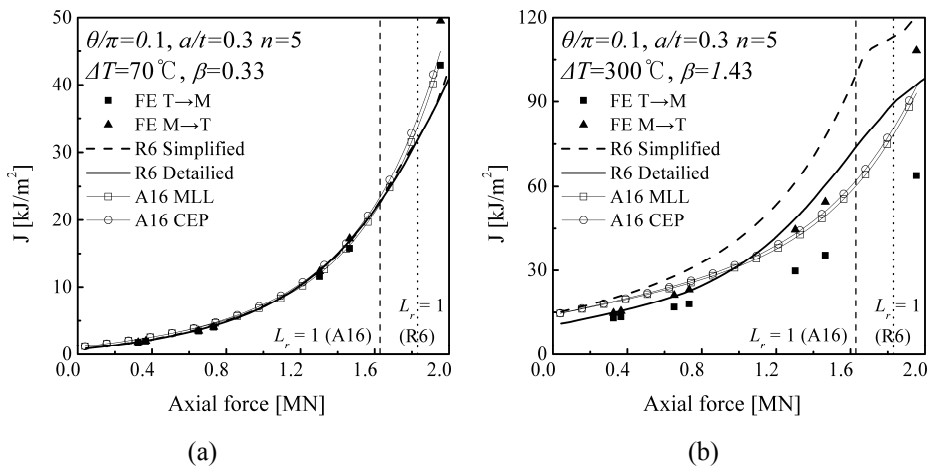 50
40
30
20
10
0
J [kJ/m²]
θ/π=0.1, a/t=0.3 n=5
ΔT=70℃, β=0.33
FE T→M
FE M→T
R6 Simplified
R6 Detailied
A16 MLL
A16 CEP
Lr = 1 (A16)
Lr = 1
(R6)
0.0 0.4 0.8 1.2 1.6 2.0
Axial force [MN]
(a)
120
90
60
30
0
J [kJ/m²]
θ/π=0.1, a/t=0.3 n=5
ΔT=300℃, β=1.43
FE T→M
FE M→T
R6 Simplified
R6 Detailied
A16 MLL
A16 CEP
Lr = 1 (A16)
Lr = 1
(R6)
0.0 0.4 0.8 1.2 1.6 2.0
Axial force [MN]
(b)